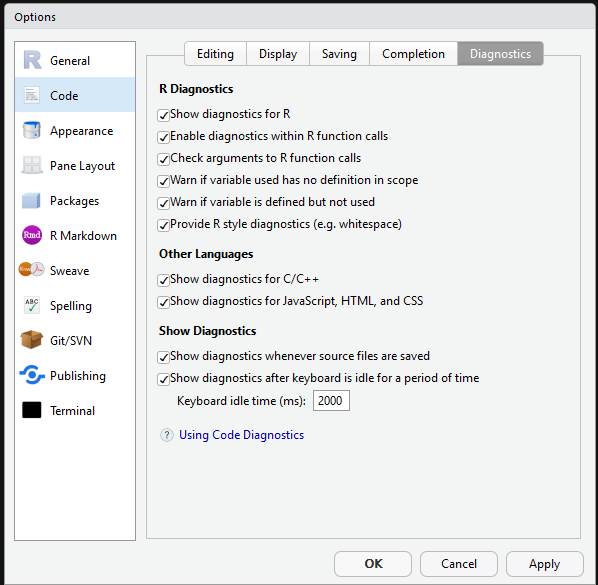 Options
R General
Code
Appearance
Pane Layout
Packages
Rmd R Markdown
Sweave
ABC Spelling
Git/SVN
Publishing
Terminal
Editing Display Saving Completion Diagnostics
R Diagnostics
Show diagnostics for R
Enable diagnostics within R function calls
Check arguments to R function calls
Warn if variable used has no definition in scope
Warn if variable is defined but not used
Provide R style diagnostics (e.g. whitespace)
Other Languages
Show diagnostics for C/C++
Show diagnostics for JavaScript, HTML, and CSS
Show Diagnostics
Show diagnostics whenever source files are saved
Show diagnostics after keyboard is idle for a period of time
Keyboard idle time (ms): 2000
? Using Code Diagnostics
OK Cancel Apply